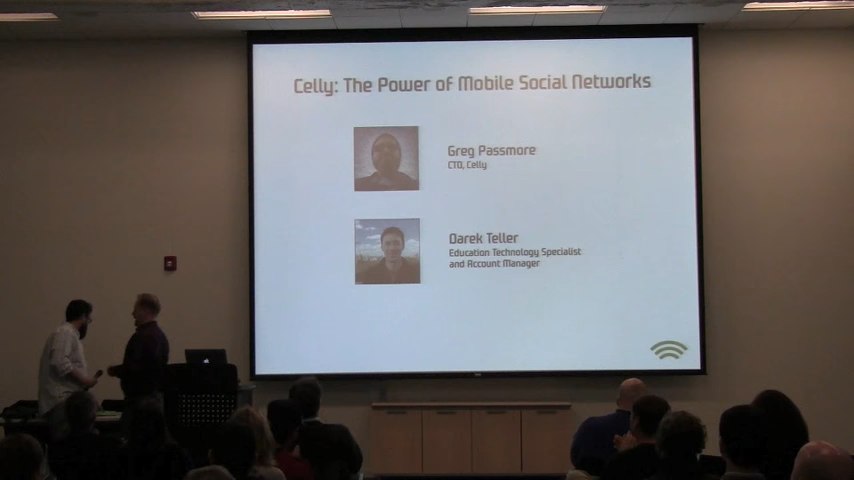 Celly: The Power of Mobile Social Networks
Greg Passmore
CTO, Celly
Darek Teller
Education Technology Specialist
and Account Manager